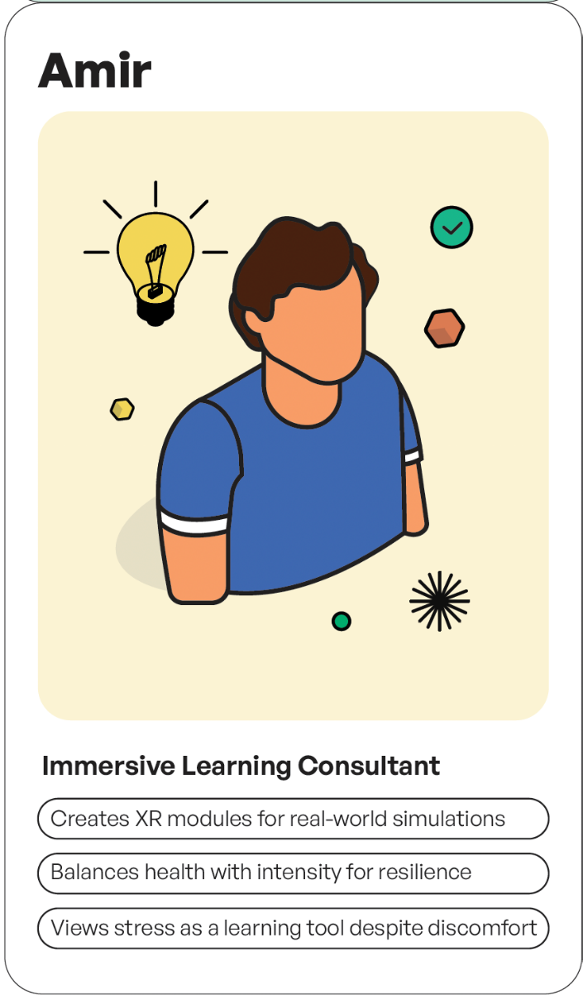 Amir
Immersive Learning Consultant
Creates XR modules for real-world simulations
Balances health with intensity for resilience
Views stress as a learning tool despite discomfort